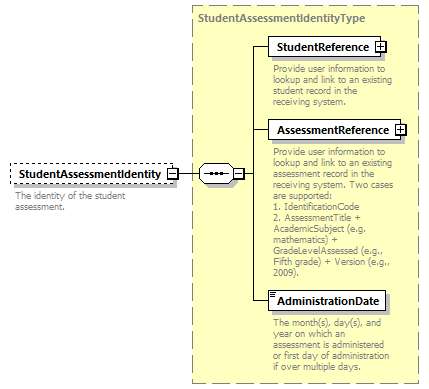 StudentAssessmentIdentityType
StudentReference
Provide user information to
lookup and link to an existing
student record in the
receiving system.
AssessmentReference
Provide user information to
lookup and link to an existing
assessment record in the
receiving system. Two cases
are supported:
1. IdentificationCode
2. AssessmentTitle +
AcademicSubject (e.g.
mathematics) +
GradeLevelAssessed (e.g.,
Fifth grade) + Version (e.g.,
2009).
StudentAssessmentIdentity
The identity of the student
assessment.
AdministrationDate
The month(s), day(s), and
year on which an
assessment is administered
or first day of administration
if over multiple days.